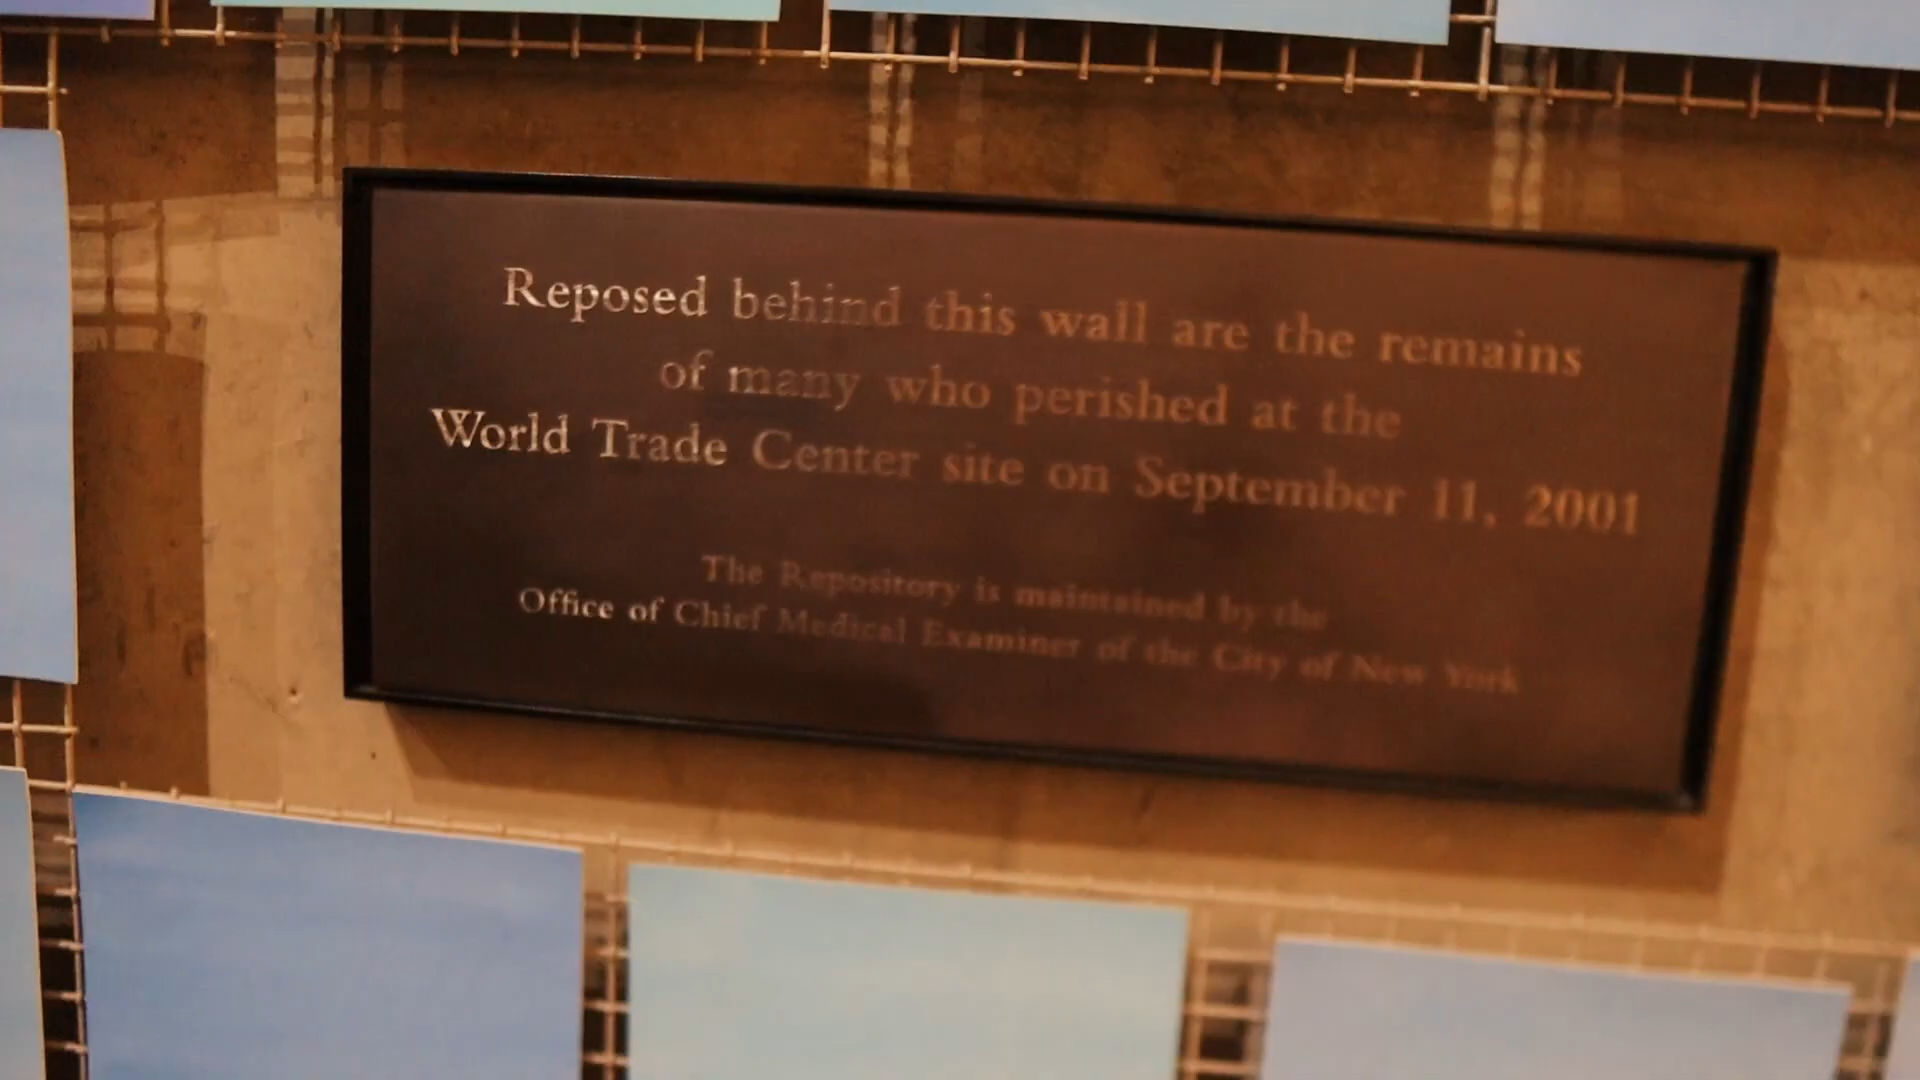 Reposed behind this wall are the remains
of many who perished at the
World Trade Center site on September 11, 2001
The Repository is maintained by the
Office of Chief Medical Examiner of the City of New York